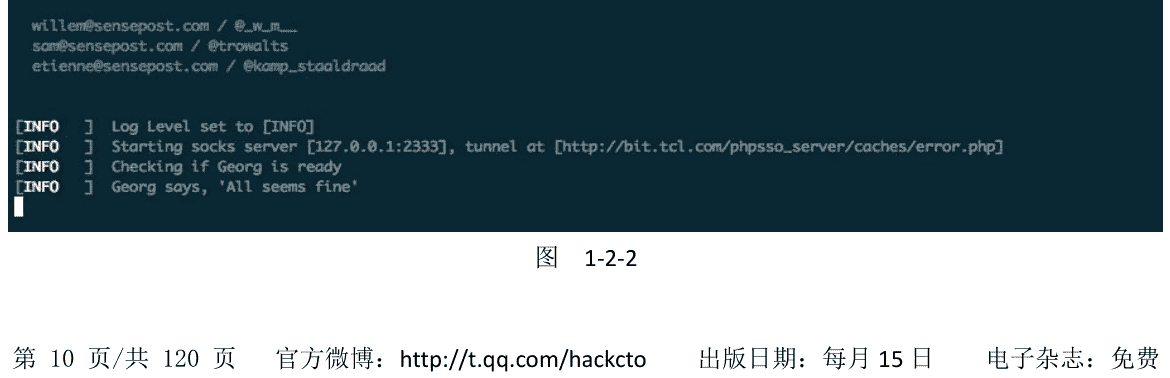 willem@sensepost.com / @_w_m__
sam@sensepost.com / @trowalts
etienne@sensepost.com / @kamp_staaldraad
[INFO   ]  Log Level set to [INFO]
[INFO   ]  Starting socks server [127.0.0.1:2333], tunnel at [http://bit.tcl.com/phpsso_server/caches/error.php]
[INFO   ]  Checking if Georg is ready
[INFO   ]  Georg says, 'All seems fine'
图 1-2-2
第 10 页/共 120 页 官方微博：http://t.qq.com/hackcto 出版日期：每月 15 日 电子杂志：免费